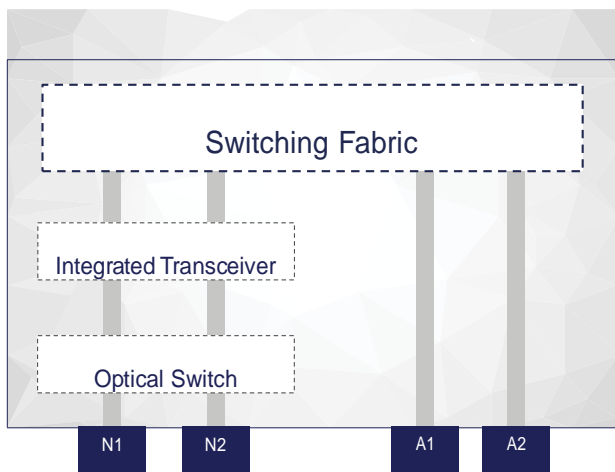 Switching Fabric
Integrated Transceiver
Optical Switch
N1 N2 A1 A2